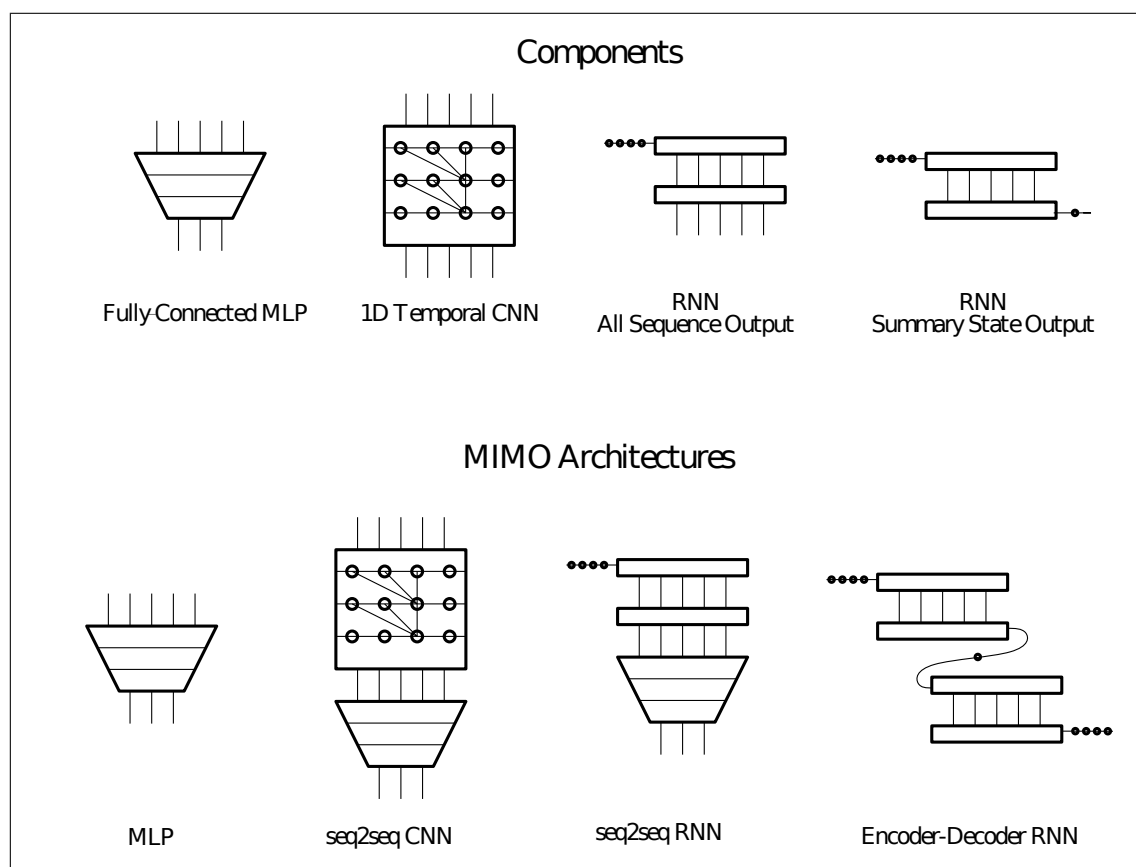 Components
Fully-Connected MLP
1D Temporal CNN
RNN
All Sequence Output
RNN
Summary State Output
MIMO Architectures
MLP
seq2seq CNN
seq2seq RNN
Encoder-Decoder RNN